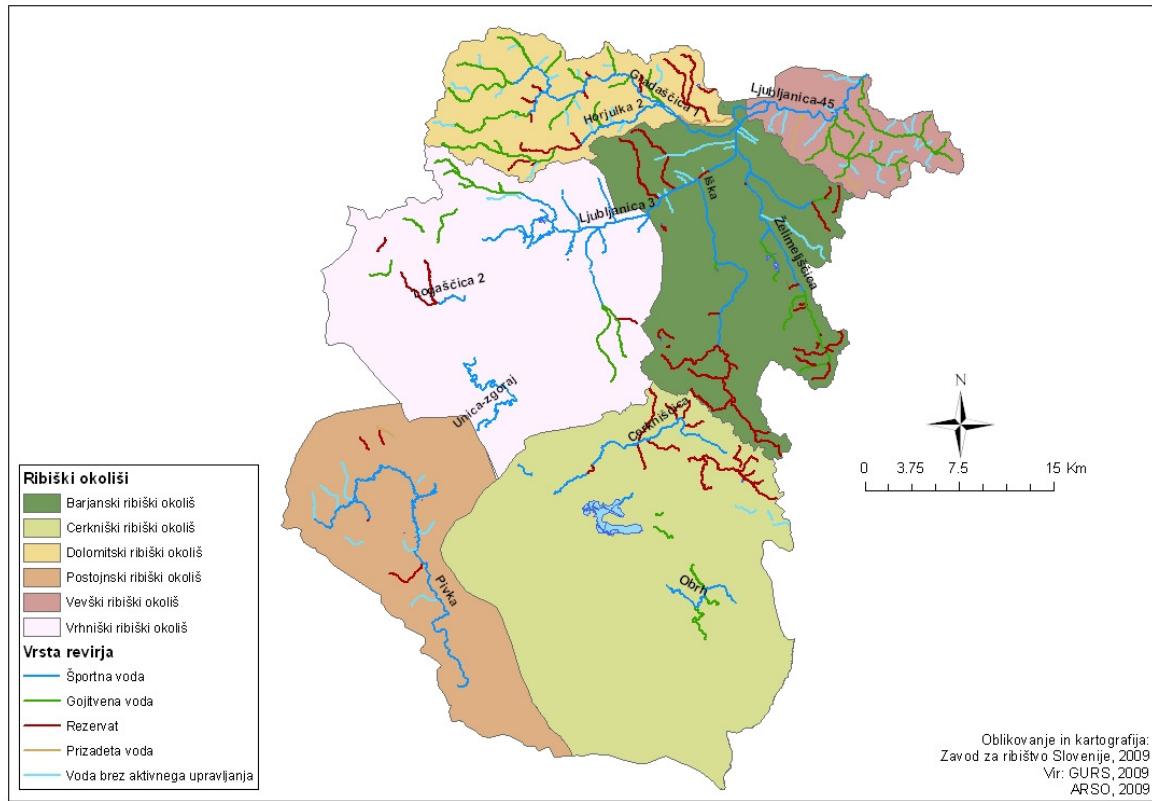 Gradaščica 1
Ljubljanica-45
Horjulka 2
Iška
Ljubljanica 3
Želimeljščica
Logaščica 2
Unica-zgoraj
Cerkniščica
N
0 3.75 7.5 15 Km
Obrh
Pivka
Ribiški okoliši
Barjanski ribiški okoliš
Cerkniški ribiški okoliš
Dolomitski ribiški okoliš
Postojnski ribiški okoliš
Vevški ribiški okoliš
Vrhniški ribiški okoliš
Vrsta revirja
Športna voda
Gojitvena voda
Rezervat
Prizadeta voda
Voda brez aktivnega upravljanja
Oblikovanje in kartografija:
Zavod za ribištvo Slovenije, 2009
Vir: GURS, 2009
ARSO, 2009